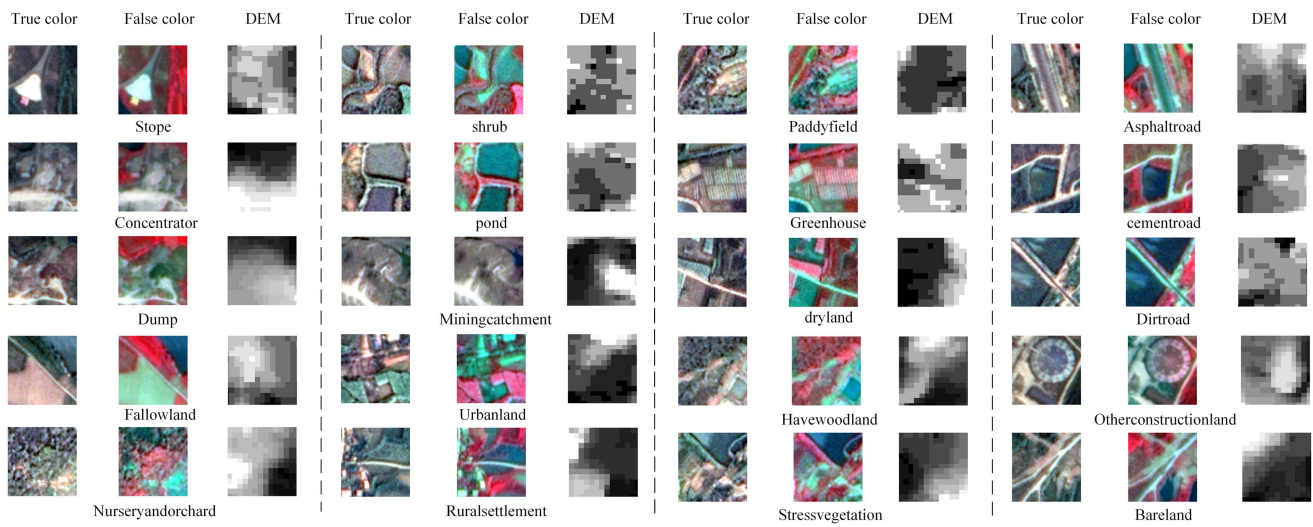 True color False color DEM True color False color DEM True color False color DEM True color False color DEM
Stope shrub Paddyfield Asphaltroad
Concentrator pond Greenhouse cementroad
Dump Miningcatchment dryland Dirtroad
Fallowland Urbanland Havewoodland Otherconstructionland
Nurseryandorchard Ruralsettlement Stressvegetation Bareland